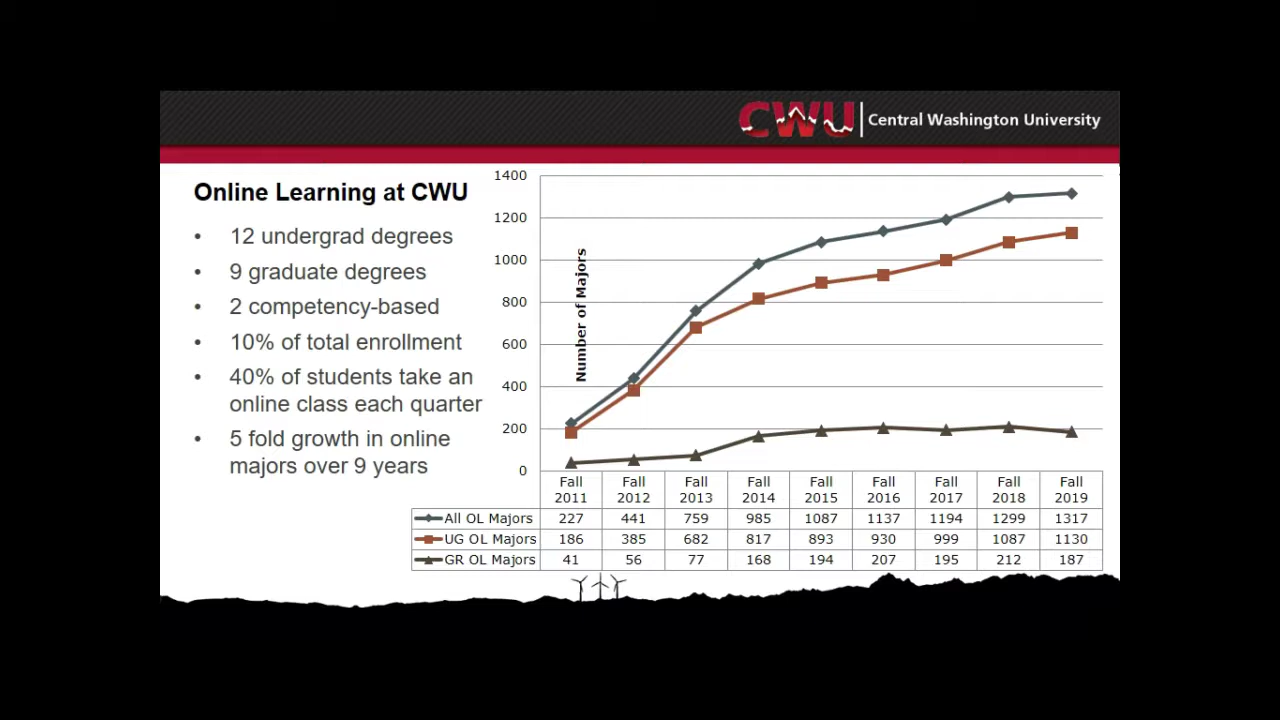 CWU | Central Washington University
Online Learning at CWU
• 12 undergrad degrees
• 9 graduate degrees
• 2 competency-based
• 10% of total enrollment
• 40% of students take an
online class each quarter
• 5 fold growth in online
majors over 9 years
Number of Majors
1400
1200
1000
800
600
400
200
0
Fall 2011 Fall 2012 Fall 2013 Fall 2014 Fall 2015 Fall 2016 Fall 2017 Fall 2018 Fall 2019
All OL Majors 227 441 759 985 1087 1137 1194 1299 1317
UG OL Majors 186 385 682 817 893 930 999 1087 1130
GR OL Majors 41 56 77 168 194 207 195 212 187